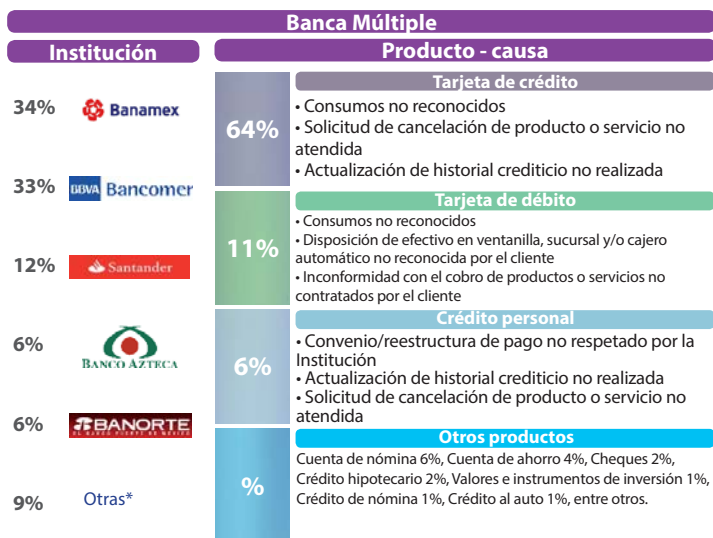 Banca Múltiple
Institución
34% Banamex
33% BBVA Bancomer
12% Santander
6% BANCO AZTECA
6% BANORTE
EL BANCO FUERTE DE MÉXICO
9% Otras*
Producto - causa
64%
Tarjeta de crédito
• Consumos no reconocidos
• Solicitud de cancelación de producto o servicio no
atendida
• Actualización de historial crediticio no realizada
11%
Tarjeta de débito
• Consumos no reconocidos
• Disposición de efectivo en ventanilla, sucursal y/o cajero
automático no reconocida por el cliente
• Inconformidad con el cobro de productos o servicios no
contratados por el cliente
6%
Crédito personal
• Convenio/reestructura de pago no respetado por la
Institución
• Actualización de historial crediticio no realizada
• Solicitud de cancelación de producto o servicio no
atendida
%
Otros productos
Cuenta de nómina 6%, Cuenta de ahorro 4%, Cheques 2%,
Crédito hipotecario 2%, Valores e instrumentos de inversión 1%,
Crédito de nómina 1%, Crédito al auto 1%, entre otros.